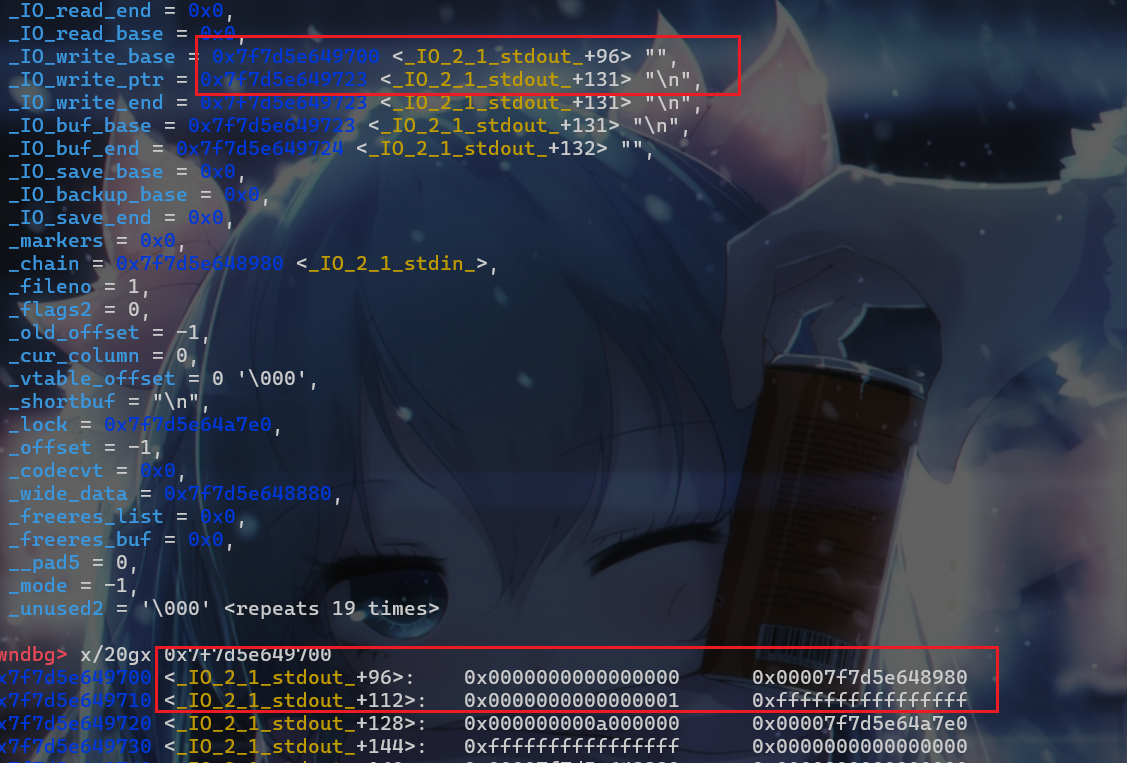 _IO_read_end = 0x0,
_IO_read_base = 0x0,
_IO_write_base = 0x7f7d5e649700 <_IO_2_1_stdout_+96> "",
_IO_write_ptr = 0x7f7d5e649723 <_IO_2_1_stdout_+131> "\n",
_IO_write_end = 0x7f7d5e649723 <_IO_2_1_stdout_+131> "\n",
_IO_buf_base = 0x7f7d5e649723 <_IO_2_1_stdout_+131> "\n",
_IO_buf_end = 0x7f7d5e649724 <_IO_2_1_stdout_+132> "",
_IO_save_base = 0x0,
_IO_backup_base = 0x0,
_IO_save_end = 0x0,
_markers = 0x0,
_chain = 0x7f7d5e648980 <_IO_2_1_stdin_>,
_fileno = 1,
_flags2 = 0,
_old_offset = -1,
_cur_column = 0,
_vtable_offset = 0 '\000',
_shortbuf = "\n",
_lock = 0x7f7d5e64a7e0,
_offset = -1,
_codecvt = 0x0,
_wide_data = 0x7f7d5e648880,
_freeres_list = 0x0,
_freeres_buf = 0x0,
__pad5 = 0,
_mode = -1,
_unused2 = '\000' <repeats 19 times>
wndbg> x/20gx 0x7f7d5e649700
x7f7d5e649700 <_IO_2_1_stdout_+96>: 0x0000000000000000 0x00007f7d5e648980
x7f7d5e649710 <_IO_2_1_stdout_+112>: 0x0000000000000001 0xffffffffffffffff
x7f7d5e649720 <_IO_2_1_stdout_+128>: 0x000000000a000000 0x00007f7d5e64a7e0
x7f7d5e649730 <_IO_2_1_stdout_+144>: 0xffffffffffffffff 0x0000000000000000